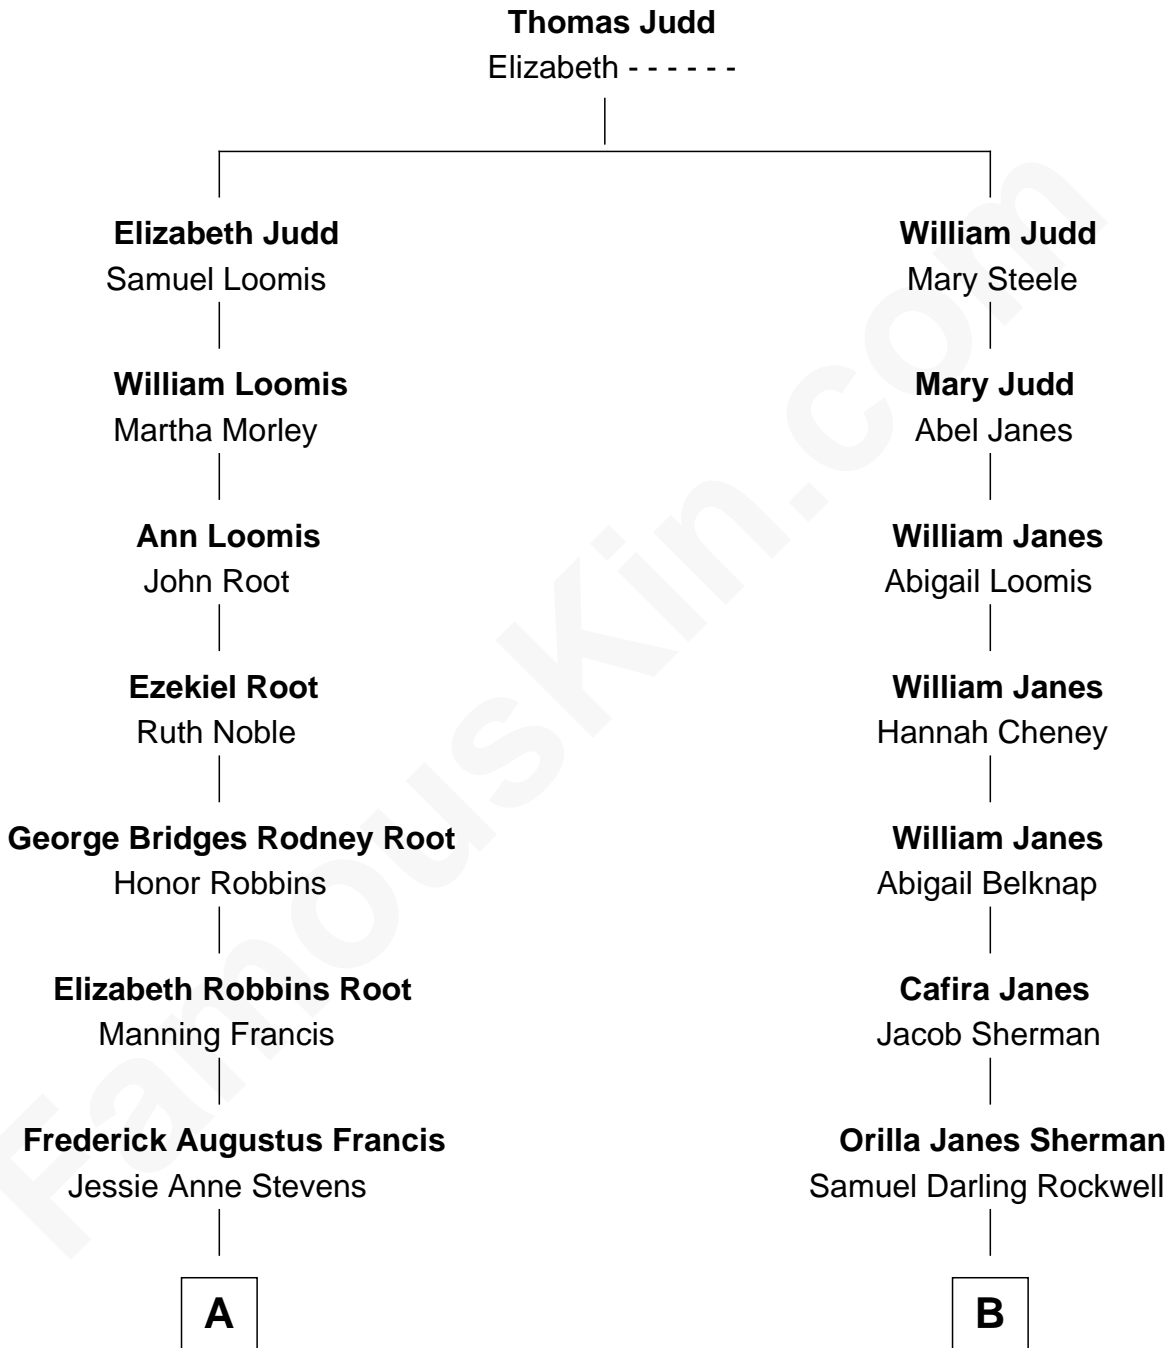 Thomas Judd
Elizabeth - - - - - -
Elizabeth Judd
Samuel Loomis
William Judd
Mary Steele
William Loomis
Martha Morley
Mary Judd
Abel Janes
Ann Loomis
John Root
William Janes
Abigail Loomis
Ezekiel Root
Ruth Noble
William Janes
Hannah Cheney
George Bridges Rodney Root
Honor Robbins
William Janes
Abigail Belknap
Elizabeth Robbins Root
Manning Francis
Cafira Janes
Jacob Sherman
Frederick Augustus Francis
Jessie Anne Stevens
Orilla Janes Sherman
Samuel Darling Rockwell
A
B
FamousKin.com